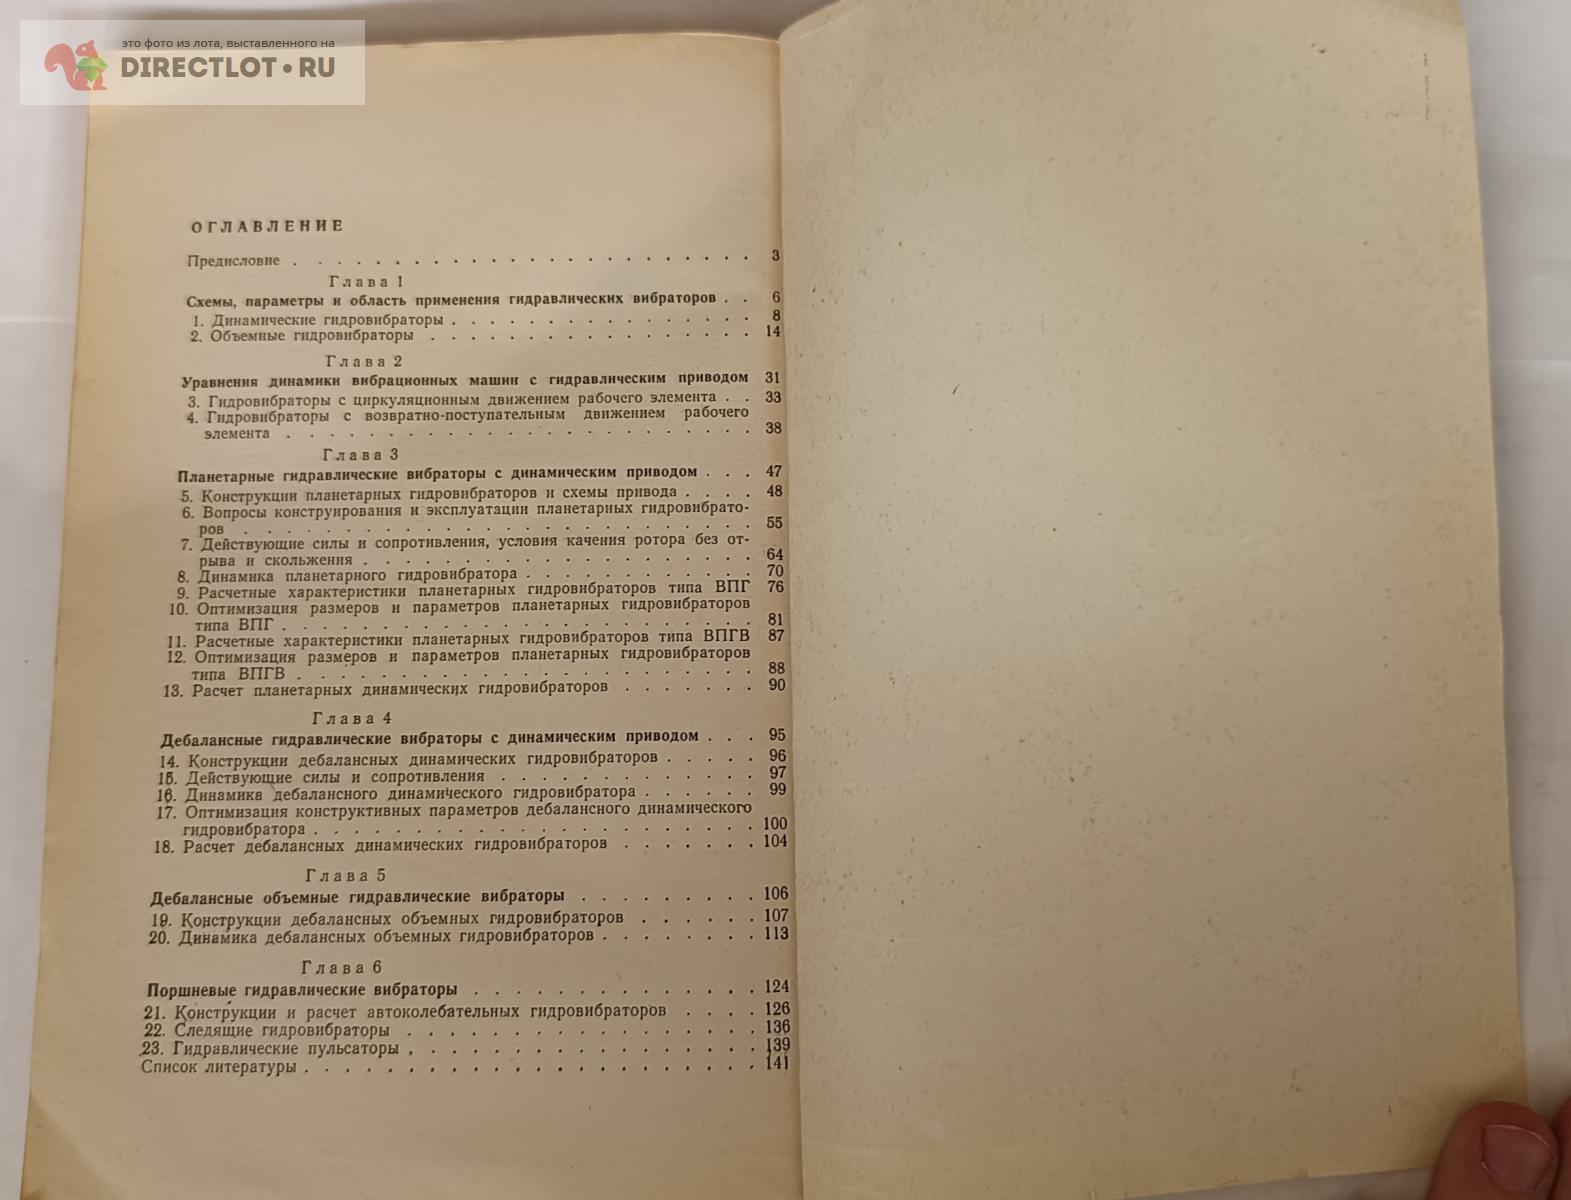 это фото из лота, выставленного на
DIRECTLOT•RU
ОГЛАВЛЕНИЕ
Предисловие . . . . . . . . . . . . . . . . . . . . . . . . 3
Глава 1
Схемы, параметры и область применения гидравлических вибраторов . . 6
1. Динамические гидровибраторы . . . . . . . . . . . . . . . . 8
2. Объемные гидровибраторы . . . . . . . . . . . . . . . . . 14
Глава 2
Уравнения динамики вибрационных машин с гидравлическим приводом 31
3. Гидровибраторы с циркуляционным движением рабочего элемента . . 33
4. Гидровибраторы с возвратно-поступательным движением рабочего
элемента . . . . . . . . . . . . . . . . . . . . . . . . 38
Глава 3
Планетарные гидравлические вибраторы с динамическим приводом . . . 47
5. Конструкции планетарных гидровибраторов и схемы привода . . . . 48
6. Вопросы конструирования и эксплуатации планетарных гидровибрато-
ров . . . . . . . . . . . . . . . . . . . . . . . . . . 55
7. Действующие силы и сопротивления, условия качения ротора без от-
рыва и скольжения . . . . . . . . . . . . . . . . . . . 64
8. Динамика планетарного гидровибратора . . . . . . . . . . . 70
9. Расчетные характеристики планетарных гидровибраторов типа ВПГ 76
10. Оптимизация размеров и параметров планетарных гидровибраторов
типа ВПГ . . . . . . . . . . . . . . . . . . . . . . . 81
11. Расчетные характеристики планетарных гидровибраторов типа ВПГВ 87
12. Оптимизация размеров и параметров планетарных гидровибраторов
типа ВПГВ . . . . . . . . . . . . . . . . . . . . . . . 88
13. Расчет планетарных динамических гидровибраторов . . . . . . . 90
Глава 4
Дебалансные гидравлические вибраторы с динамическим приводом . . . 95
14. Конструкции дебалансных динамических гидровибраторов . . . . . 96
15. Действующие силы и сопротивления . . . . . . . . . . . . . 97
16. Динамика дебалансного динамического гидровибратора . . . . . . 99
17. Оптимизация конструктивных параметров дебалансного динамического
гидровибратора . . . . . . . . . . . . . . . . . . . . . . 100
18. Расчет дебалансных динамических гидровибраторов . . . . . . . 104
Глава 5
Дебалансные объемные гидравлические вибраторы . . . . . . . . . 106
19. Конструкции дебалансных объемных гидровибраторов . . . . . . 107
20. Динамика дебалансных объемных гидровибраторов . . . . . . . . 113
Глава 6
Поршневые гидравлические вибраторы . . . . . . . . . . . . . . 124
21. Конструкции и расчет автоколебательных гидровибраторов . . . . 126
22. Следящие гидровибраторы . . . . . . . . . . . . . . . . . 136
23. Гидравлические пульсаторы . . . . . . . . . . . . . . . . . 139
Список литературы . . . . . . . . . . . . . . . . . . . . . . 141